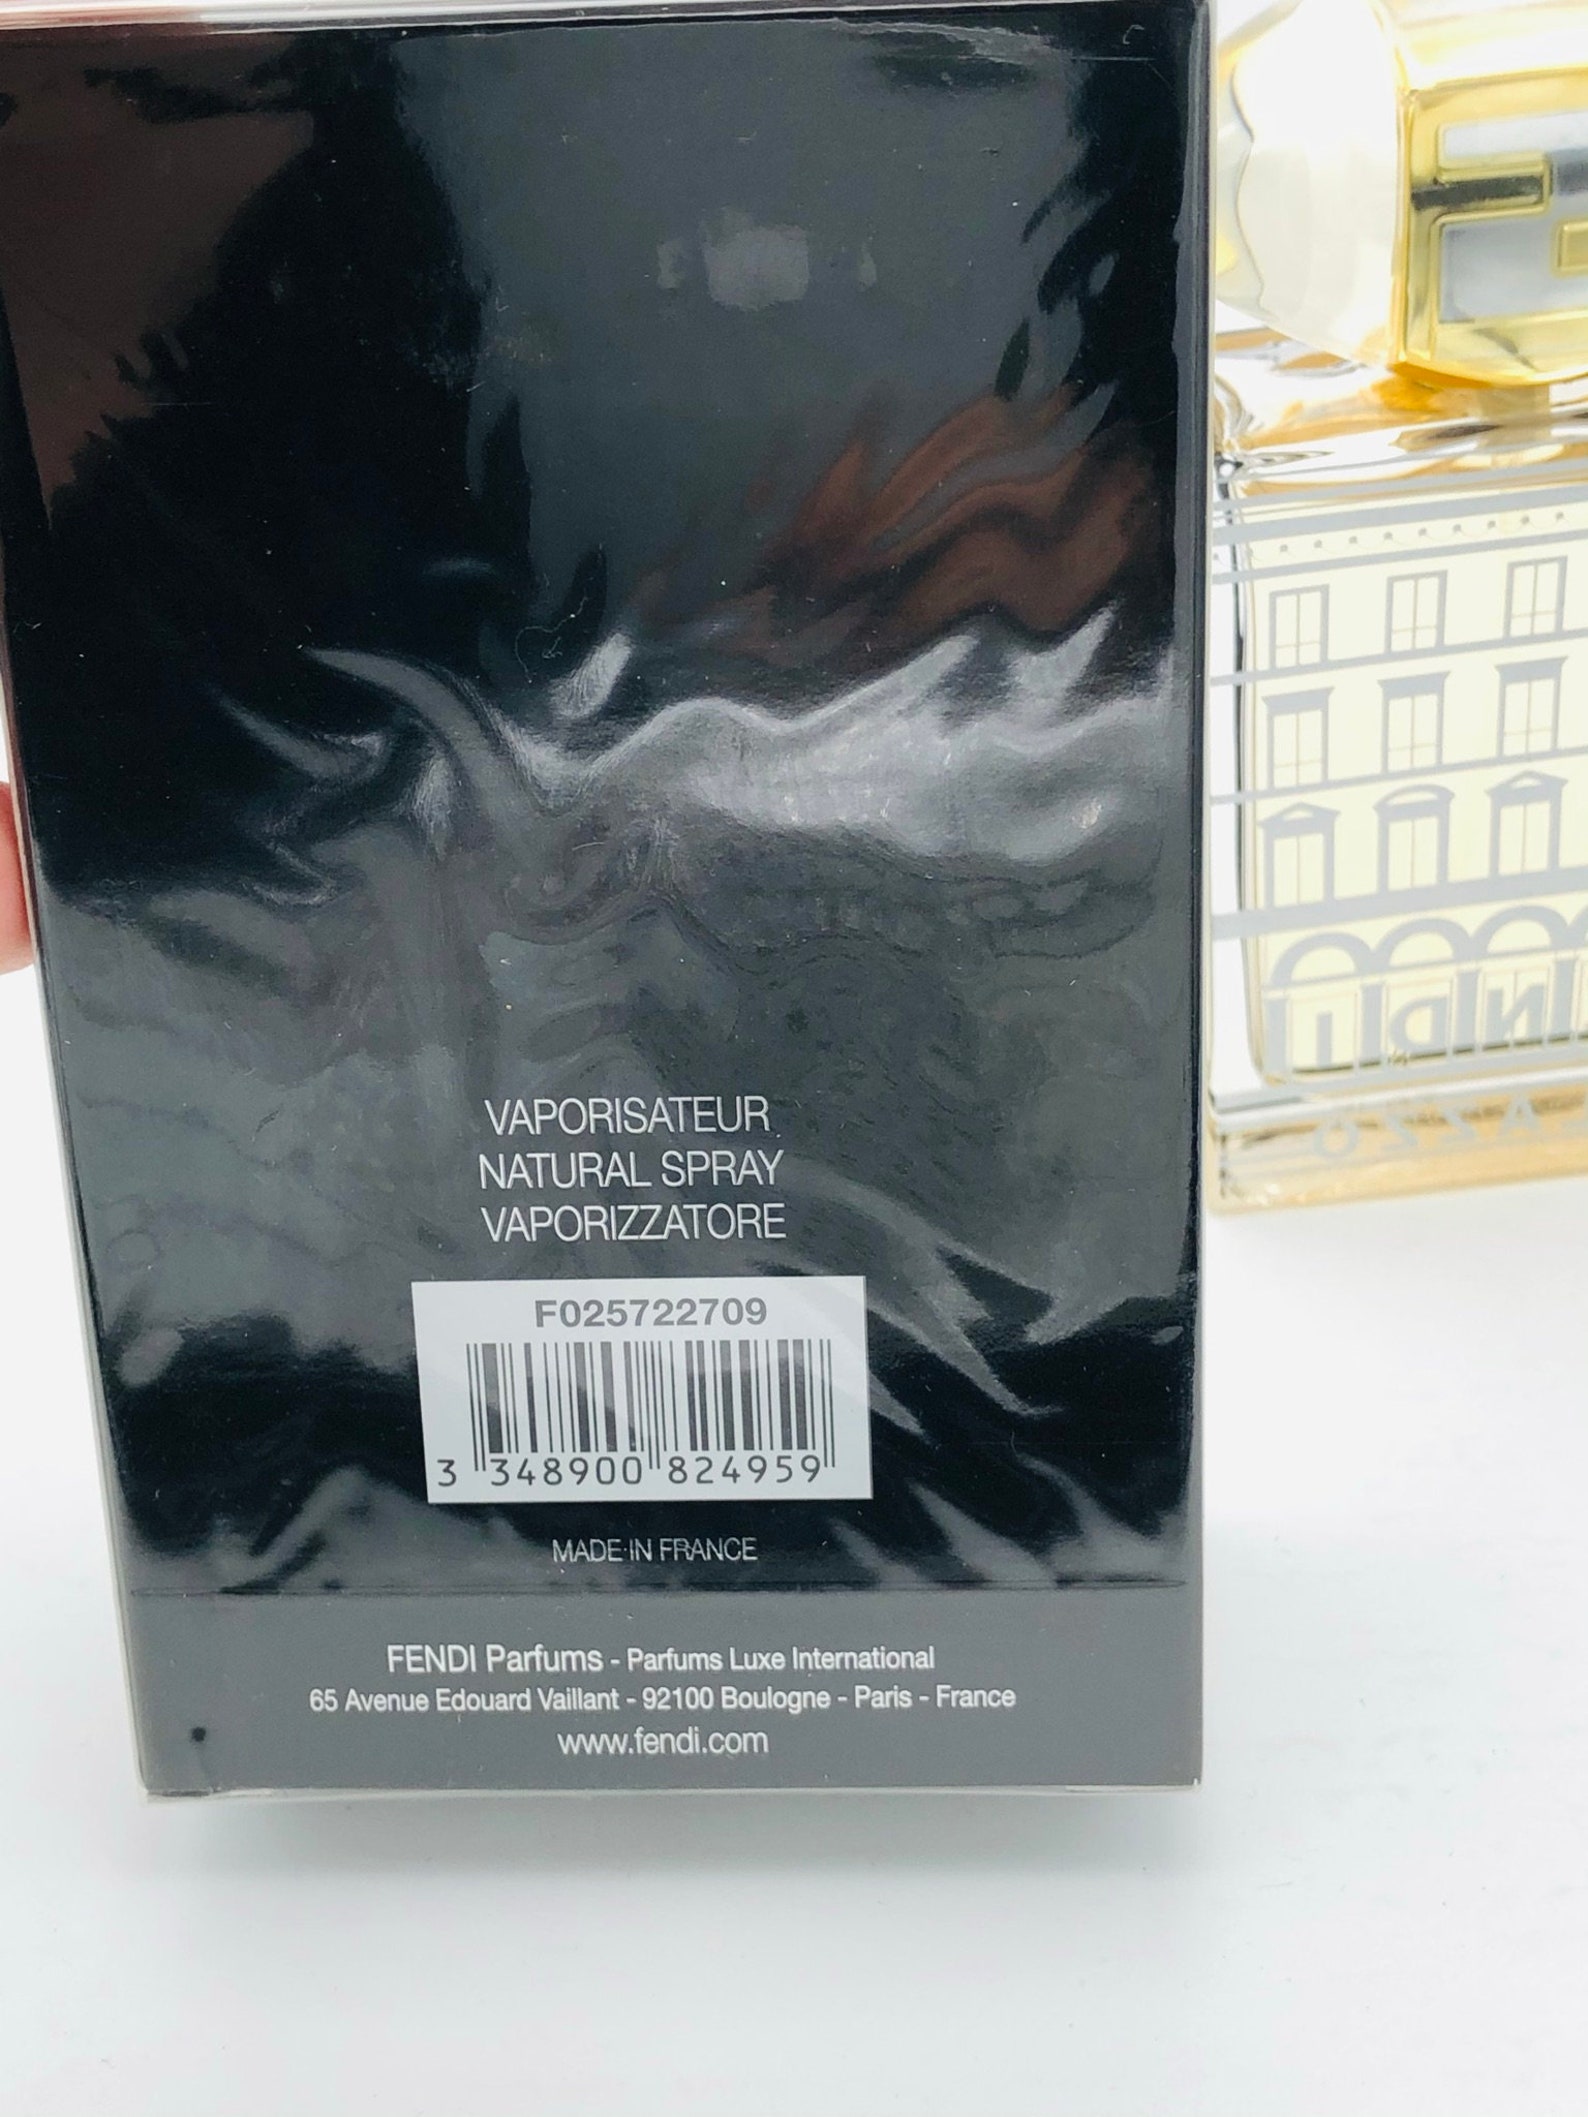 VAPORISATEUR
NATURAL SPRAY
VAPORIZZATORE
F025722709
3 348900 824959
MADE IN FRANCE
FENDI Parfums - Parfums Luxe International
65 Avenue Edouard Vaillant - 92100 Boulogne - Paris - France
www.fendi.com